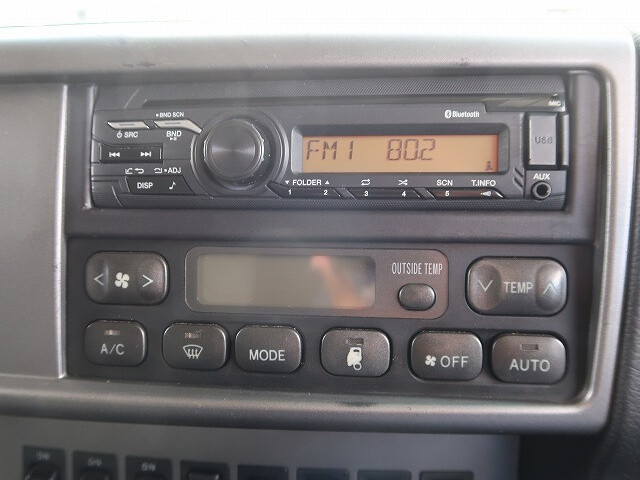 BND SCN
Bluetooth
MIC
SRC
BND
FM1 80.2
USB
ADJ
DISP
FOLDER
SCN
T.INFO
AUX
1
2
3
4
5
OUTSIDE TEMP
TEMP
A/C
MODE
OFF
AUTO